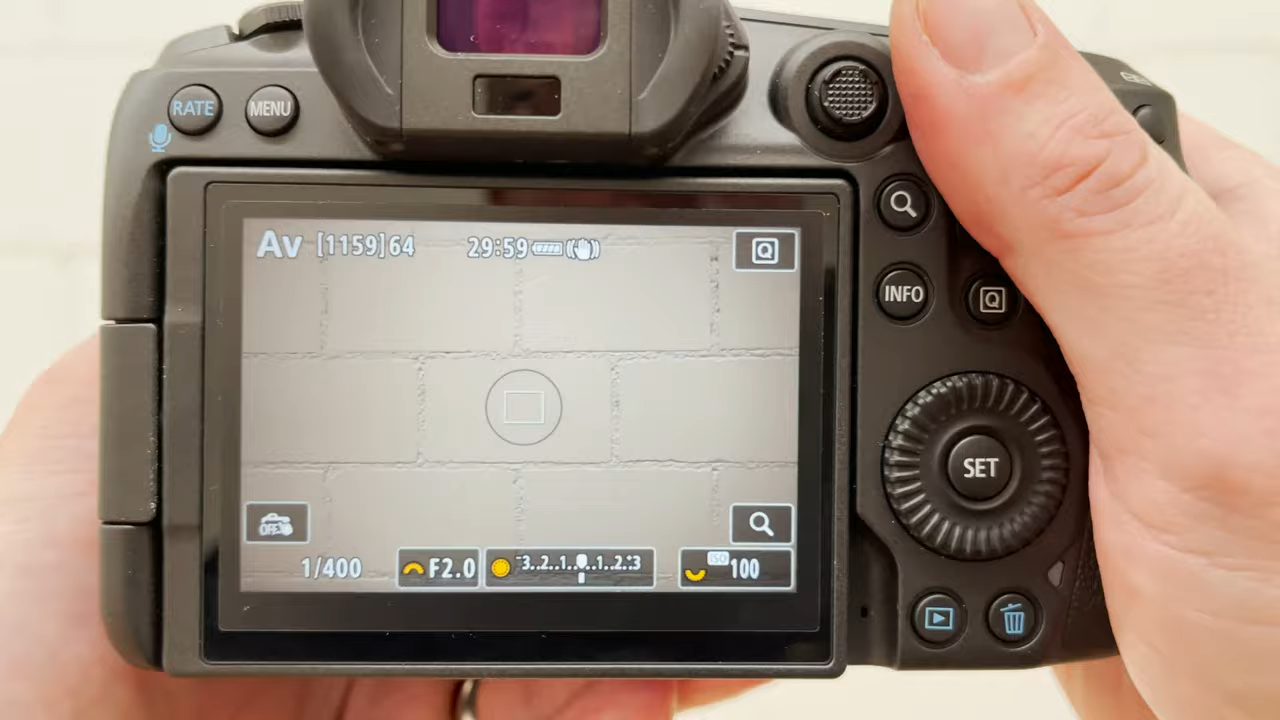 RATE MENU
Av [1159]64 29:59 Q
INFO Q
SET
OFF
1/400 F2.0 -3..2..1..0..1..2..+3 ISO 100